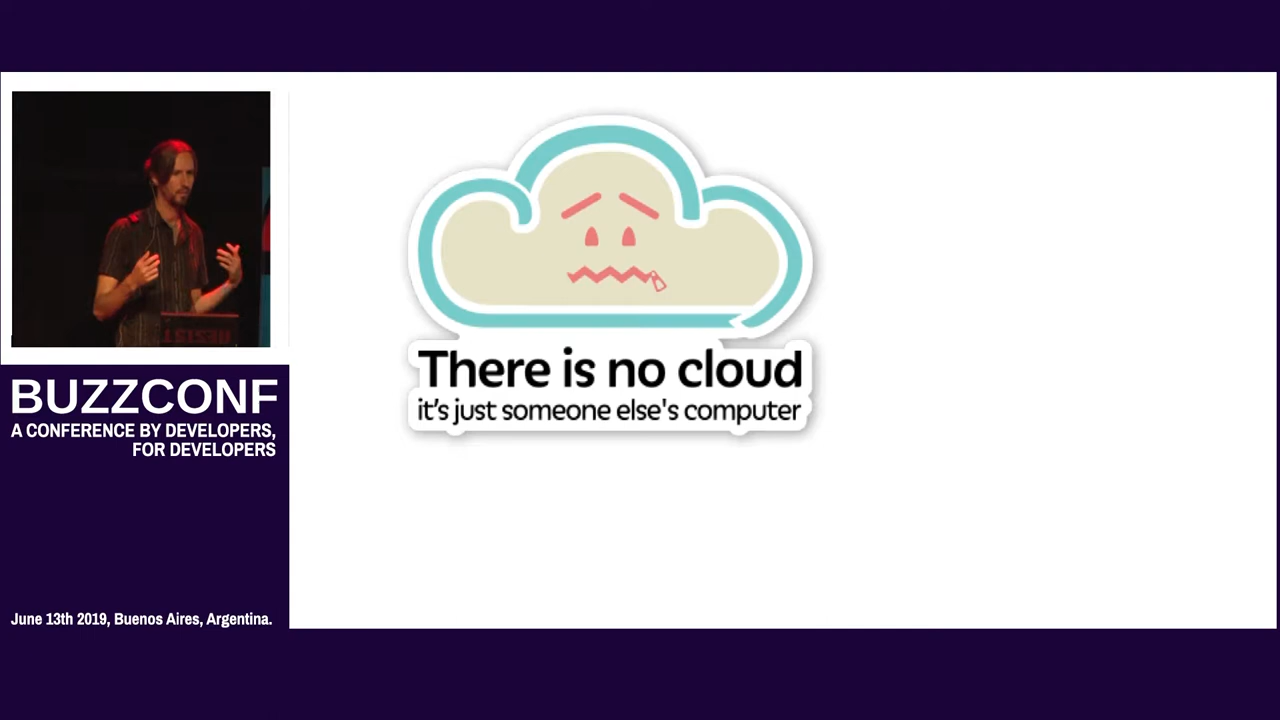 There is no cloud
it's just someone else's computer
BUZZCONF
A CONFERENCE BY DEVELOPERS,
FOR DEVELOPERS
June 13th 2019, Buenos Aires, Argentina.